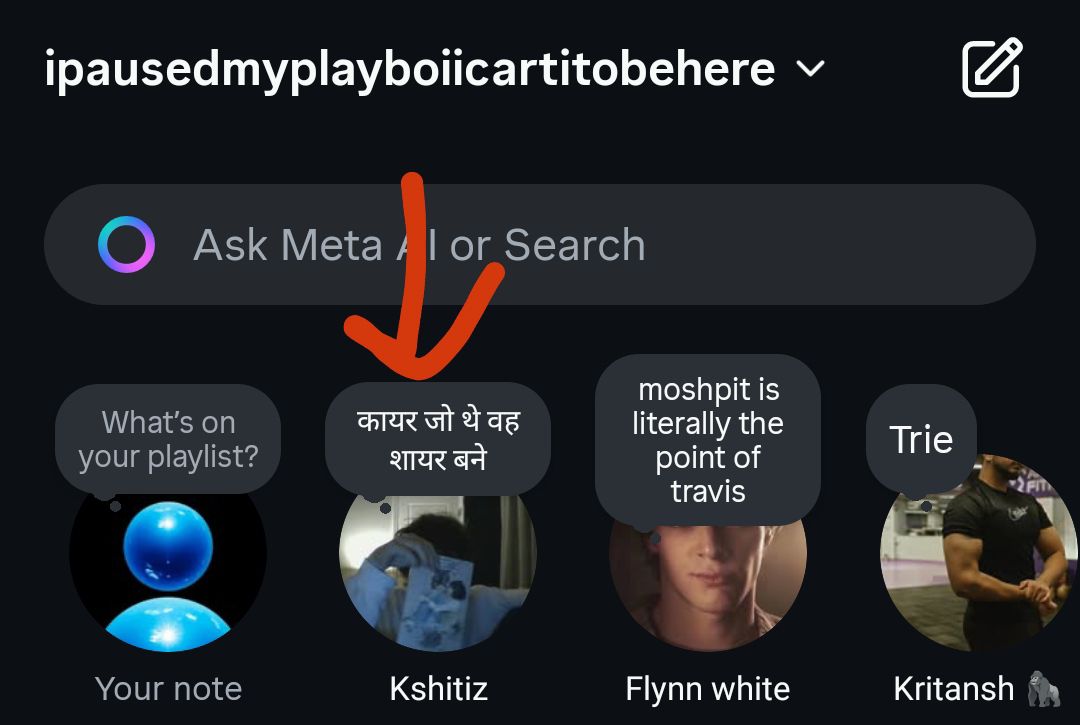 ipausedmyplayboiicartitobehere
Ask Meta AI or Search
What's on
your playlist?
कायर जो थे वह
शायर बने
moshpit is
literally the
point of
travis
Trie
Your note
Kshitiz
Flynn white
Kritansh 🦍